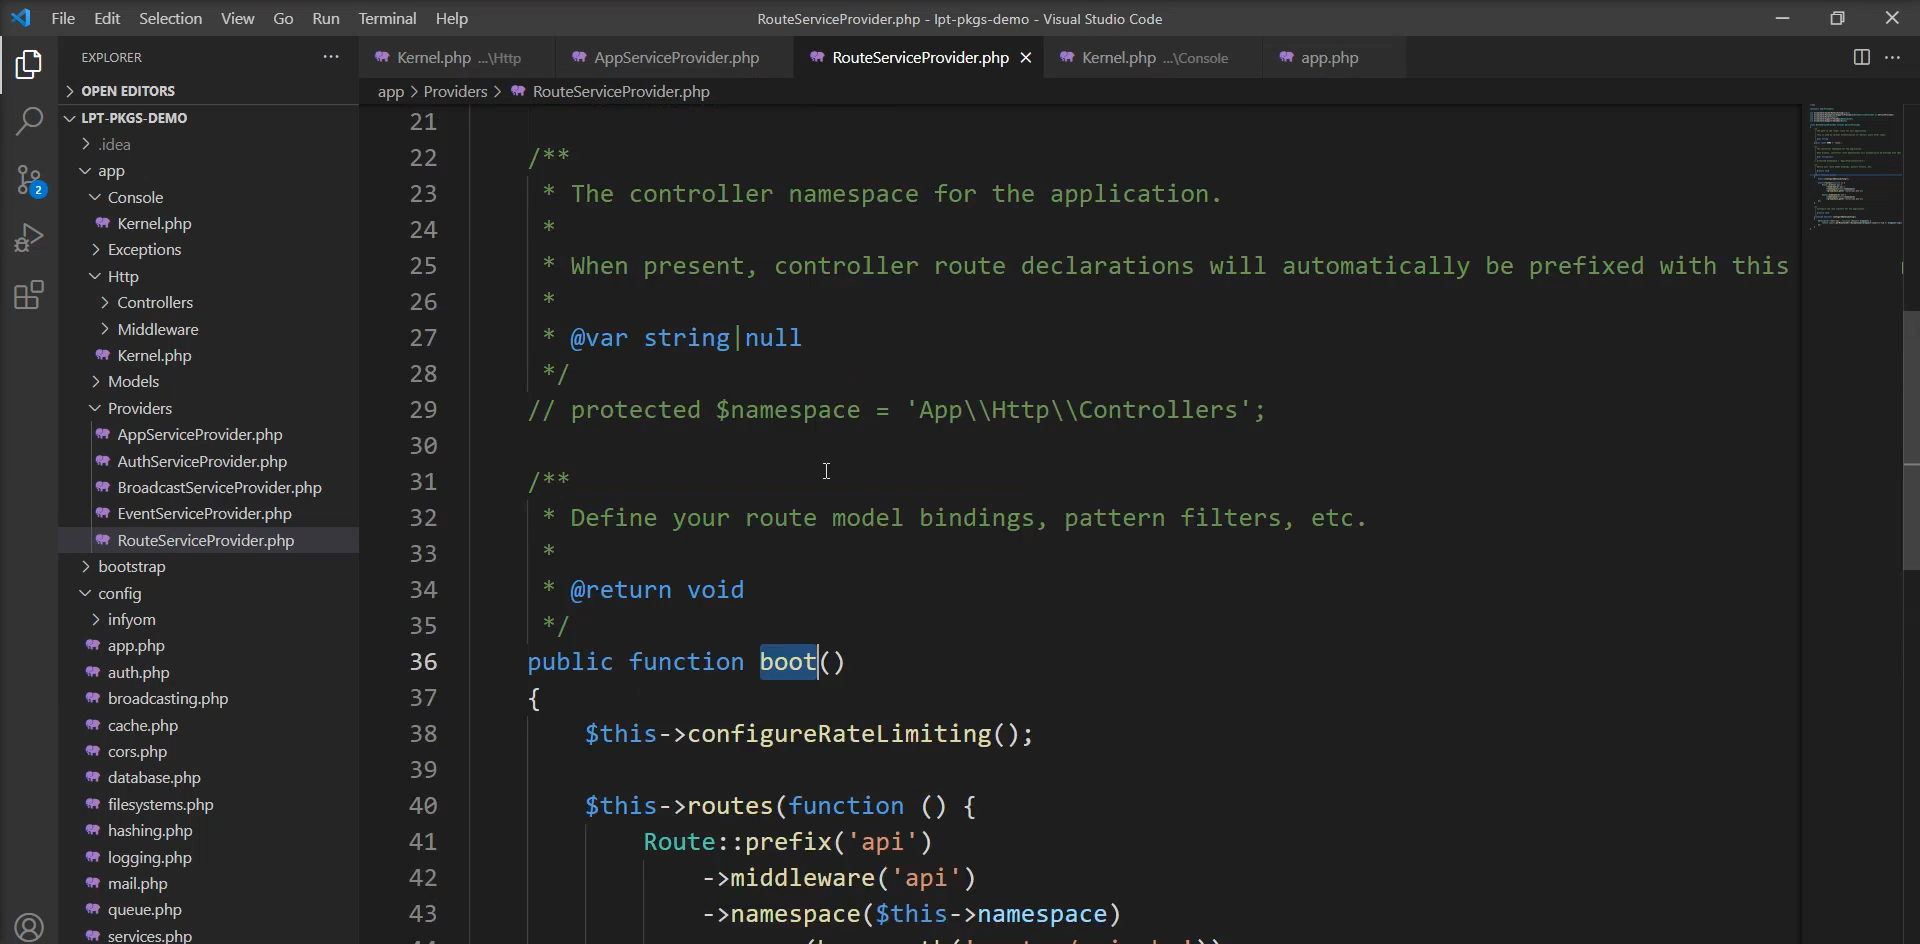 File Edit Selection View Go Run Terminal Help
RouteServiceProvider.php - lpt-pkgs-demo - Visual Studio Code
EXPLORER
OPEN EDITORS
LPT-PKGS-DEMO
.idea
app
Console
Kernel.php
Exceptions
Http
Controllers
Middleware
Kernel.php
Models
Providers
AppServiceProvider.php
AuthServiceProvider.php
BroadcastServiceProvider.php
EventServiceProvider.php
RouteServiceProvider.php
bootstrap
config
infyom
app.php
auth.php
broadcasting.php
cache.php
cors.php
database.php
filesystems.php
hashing.php
logging.php
mail.php
queue.php
services.php
2
Kernel.php ...\Http AppServiceProvider.php RouteServiceProvider.php Kernel.php ...\Console app.php
app > Providers > RouteServiceProvider.php
21
22 /**
23 * The controller namespace for the application.
24 *
25 * When present, controller route declarations will automatically be prefixed with this
26 *
27 * @var string|null
28 */
29 // protected $namespace = 'App\\Http\\Controllers';
30
31 /**
32 * Define your route model bindings, pattern filters, etc.
33 *
34 * @return void
35 */
36 public function boot()
37 {
38 $this->configureRateLimiting();
39
40 $this->routes(function () {
41 Route::prefix('api')
42 ->middleware('api')
43 ->namespace($this->namespace)